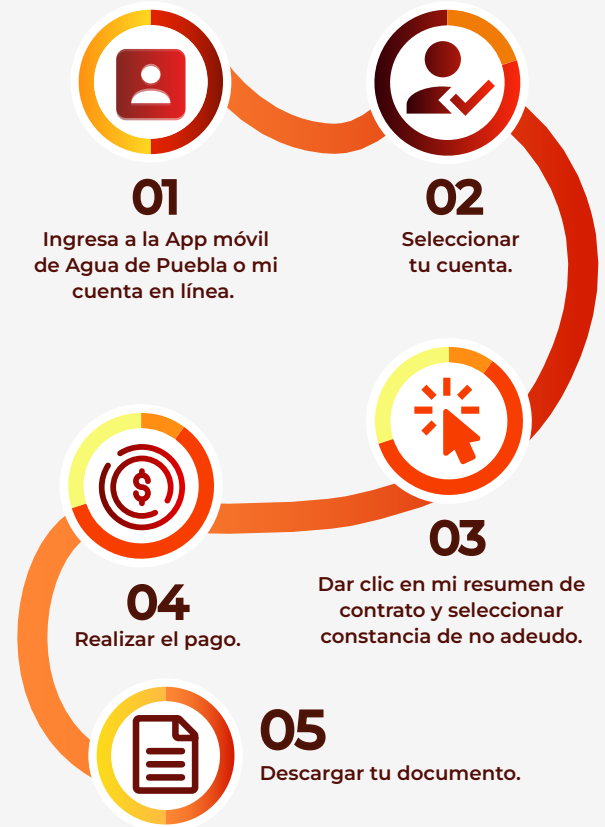 01
Ingresa a la App móvil
de Agua de Puebla o mi
cuenta en línea.
02
Seleccionar
tu cuenta.
03
Dar clic en mi resumen de
contrato y seleccionar
constancia de no adeudo.
$
04
Realizar el pago.
05
Descargar tu documento.